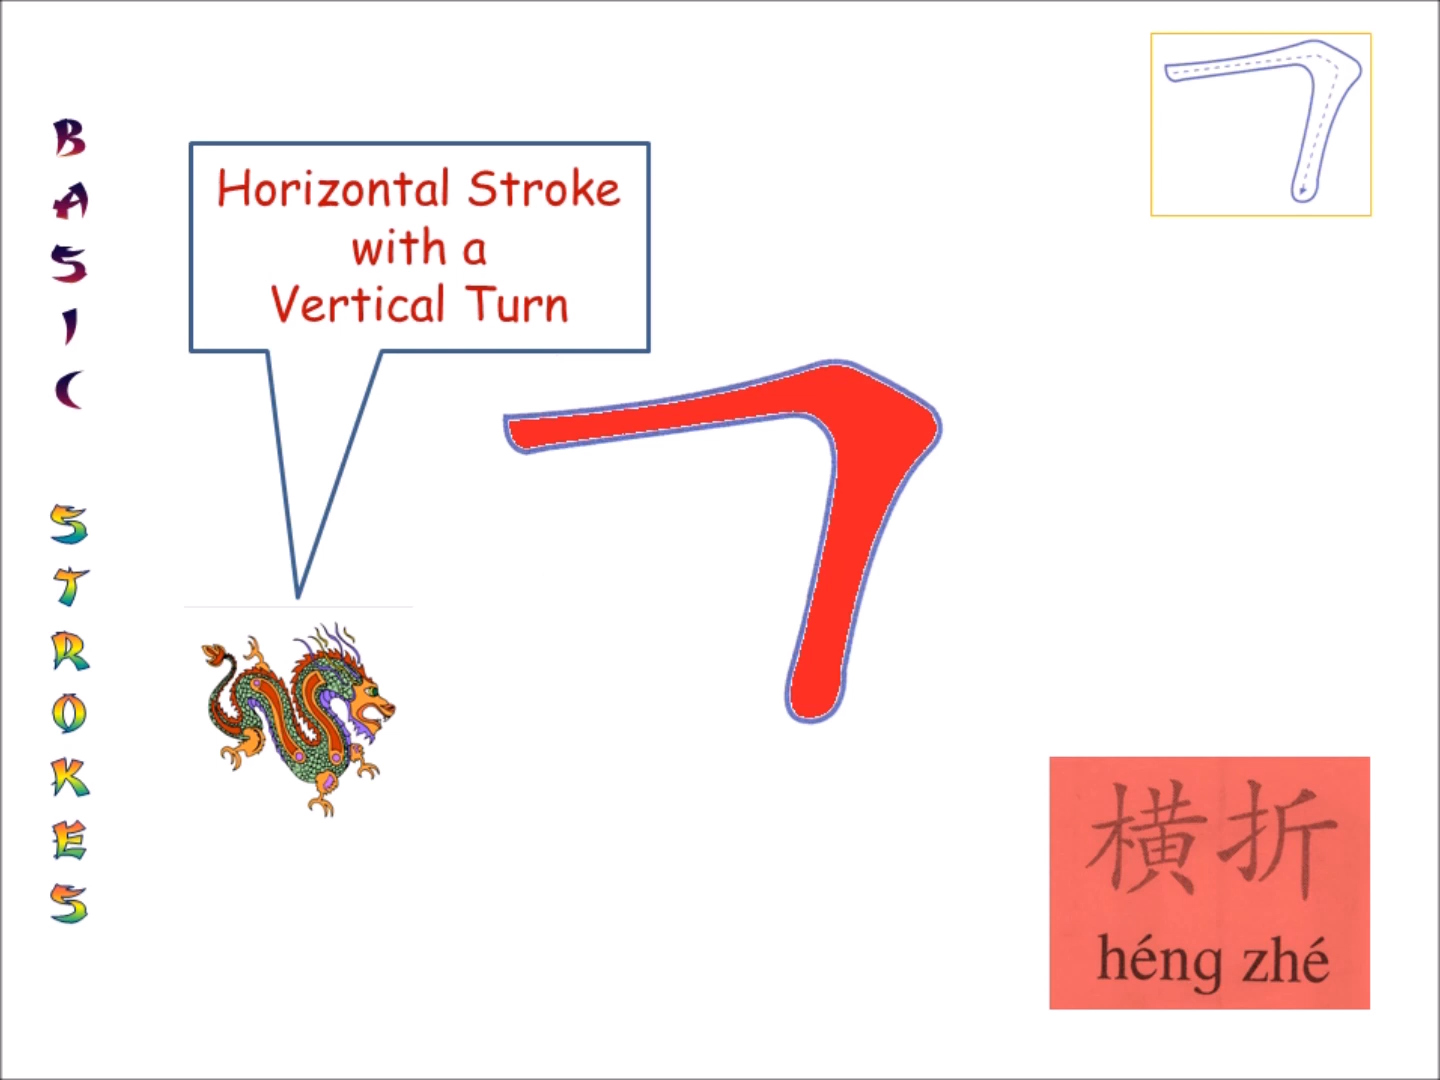 BASIC STROKES
Horizontal Stroke
with a
Vertical Turn
横折
héng zhé